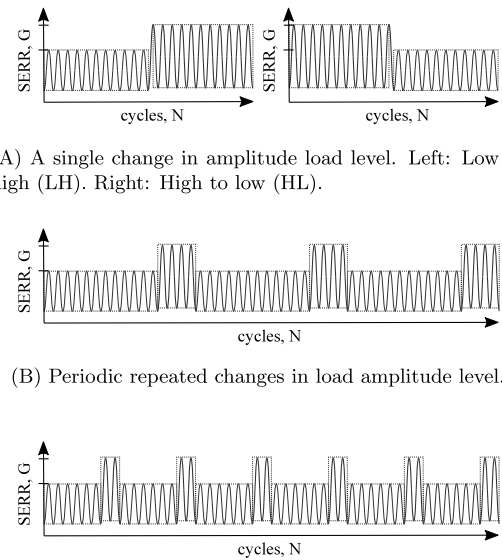 SERR, G
cycles, N
SERR, G
cycles, N
A) A single change in amplitude load level. Left: Low
igh (LH). Right: High to low (HL).
SERR, G
cycles, N
(B) Periodic repeated changes in load amplitude level.
SERR, G
cycles, N